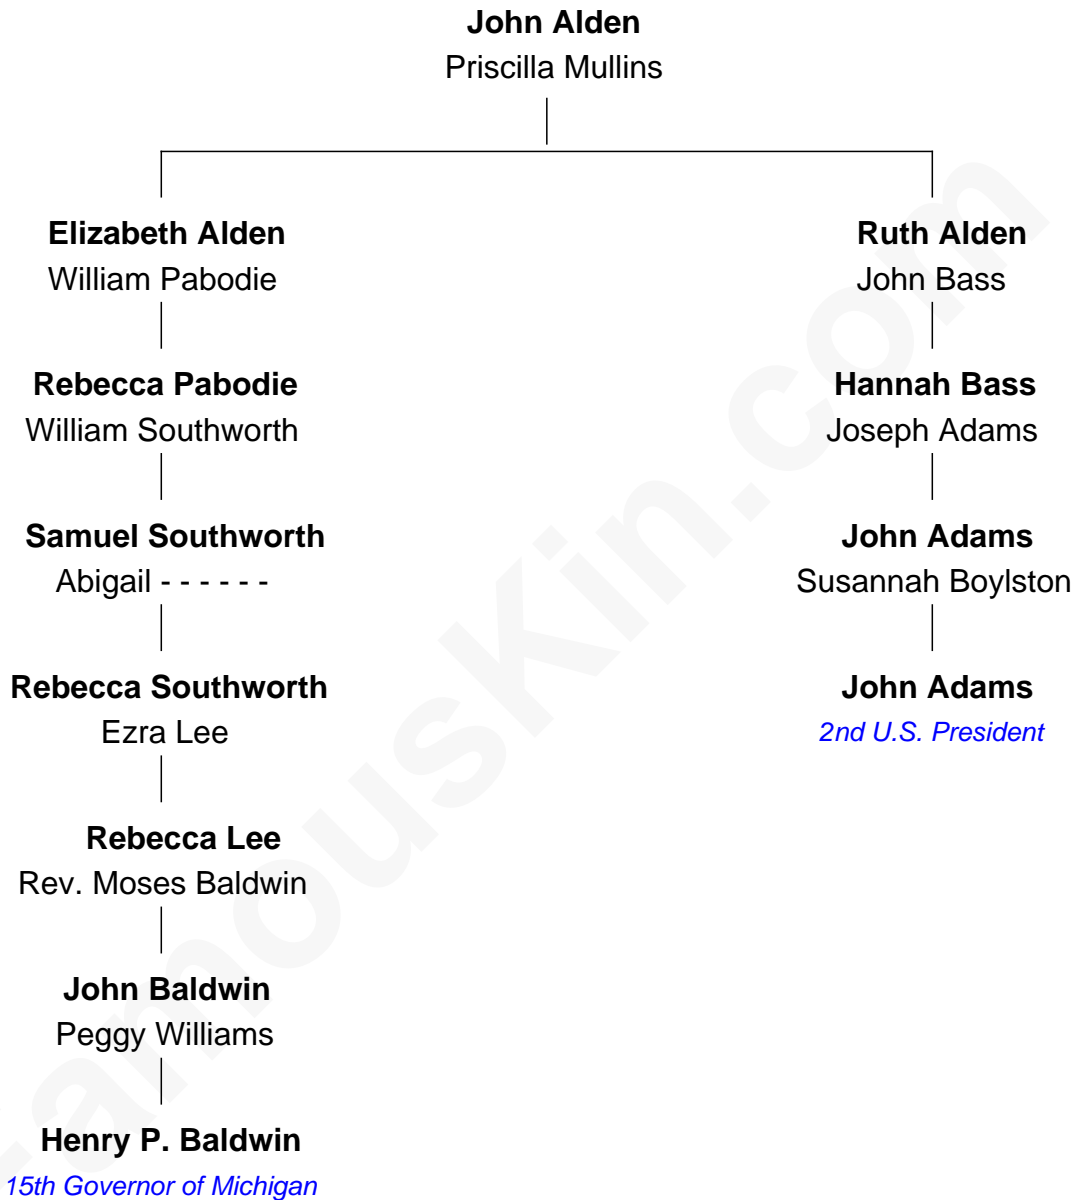 John Alden
Priscilla Mullins
Elizabeth Alden
William Pabodie
Ruth Alden
John Bass
Rebecca Pabodie
William Southworth
Hannah Bass
Joseph Adams
Samuel Southworth
Abigail - - - - - -
John Adams
Susannah Boylston
Rebecca Southworth
Ezra Lee
John Adams
2nd U.S. President
Rebecca Lee
Rev. Moses Baldwin
John Baldwin
Peggy Williams
Henry P. Baldwin
15th Governor of Michigan
FamousKin.com